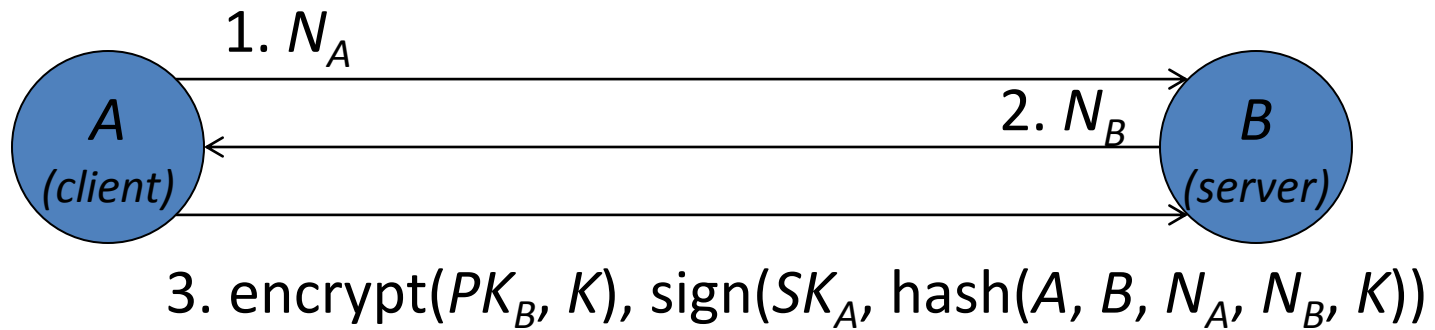 1. N_A
A
(client)
2. N_B
B
(server)
3. encrypt(PK_B, K), sign(SK_A, hash(A, B, N_A, N_B, K))